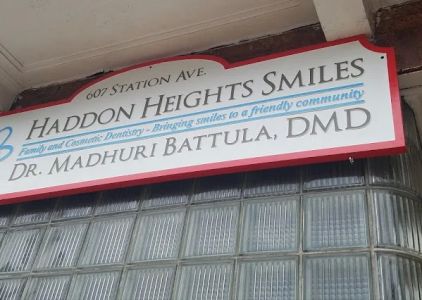 607 STATION AVE.
HADDON HEIGHTS SMILES
Family and Cosmetic Dentistry - Bringing smiles to a friendly community
DR. MADHURI BATTULA, DMD